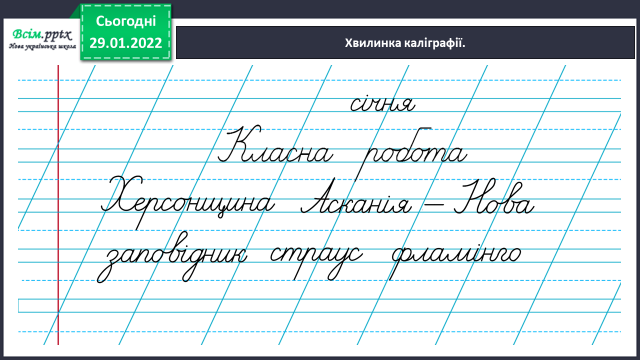 Всім.pptx
Нова українська школа
Сьогодні
29.01.2022
Хвилинка каліграфії.
січня
Класна робота
Херсонщина Асканія – Нова
заповідник страус фламінго